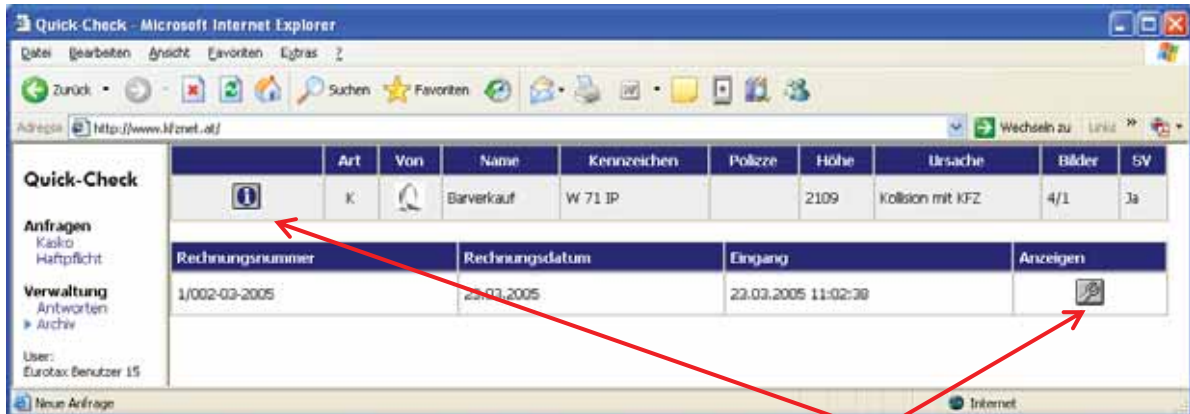 Quick-Check - Microsoft Internet Explorer
Datei Bearbeiten Ansicht Favoriten Extras ?
Zurück Suchen Favoriten
Adresse http://www.kfznet.at/ Wechseln zu Links »
Quick-Check
Anfragen
Kasko
Haftpflicht
Verwaltung
Antworten
Archiv
User:
Eurotax Benutzer 15
Art Von Name Kennzeichen Polizze Höhe Ursache Bilder SV
K Barverkauf W 71 IP 2109 Kollision mit KFZ 4/1 Ja
Rechnungsnummer Rechnungsdatum Eingang Anzeigen
1/002-03-2005 23.03.2005 23.03.2005 11:02:38
Neue Anfrage Internet